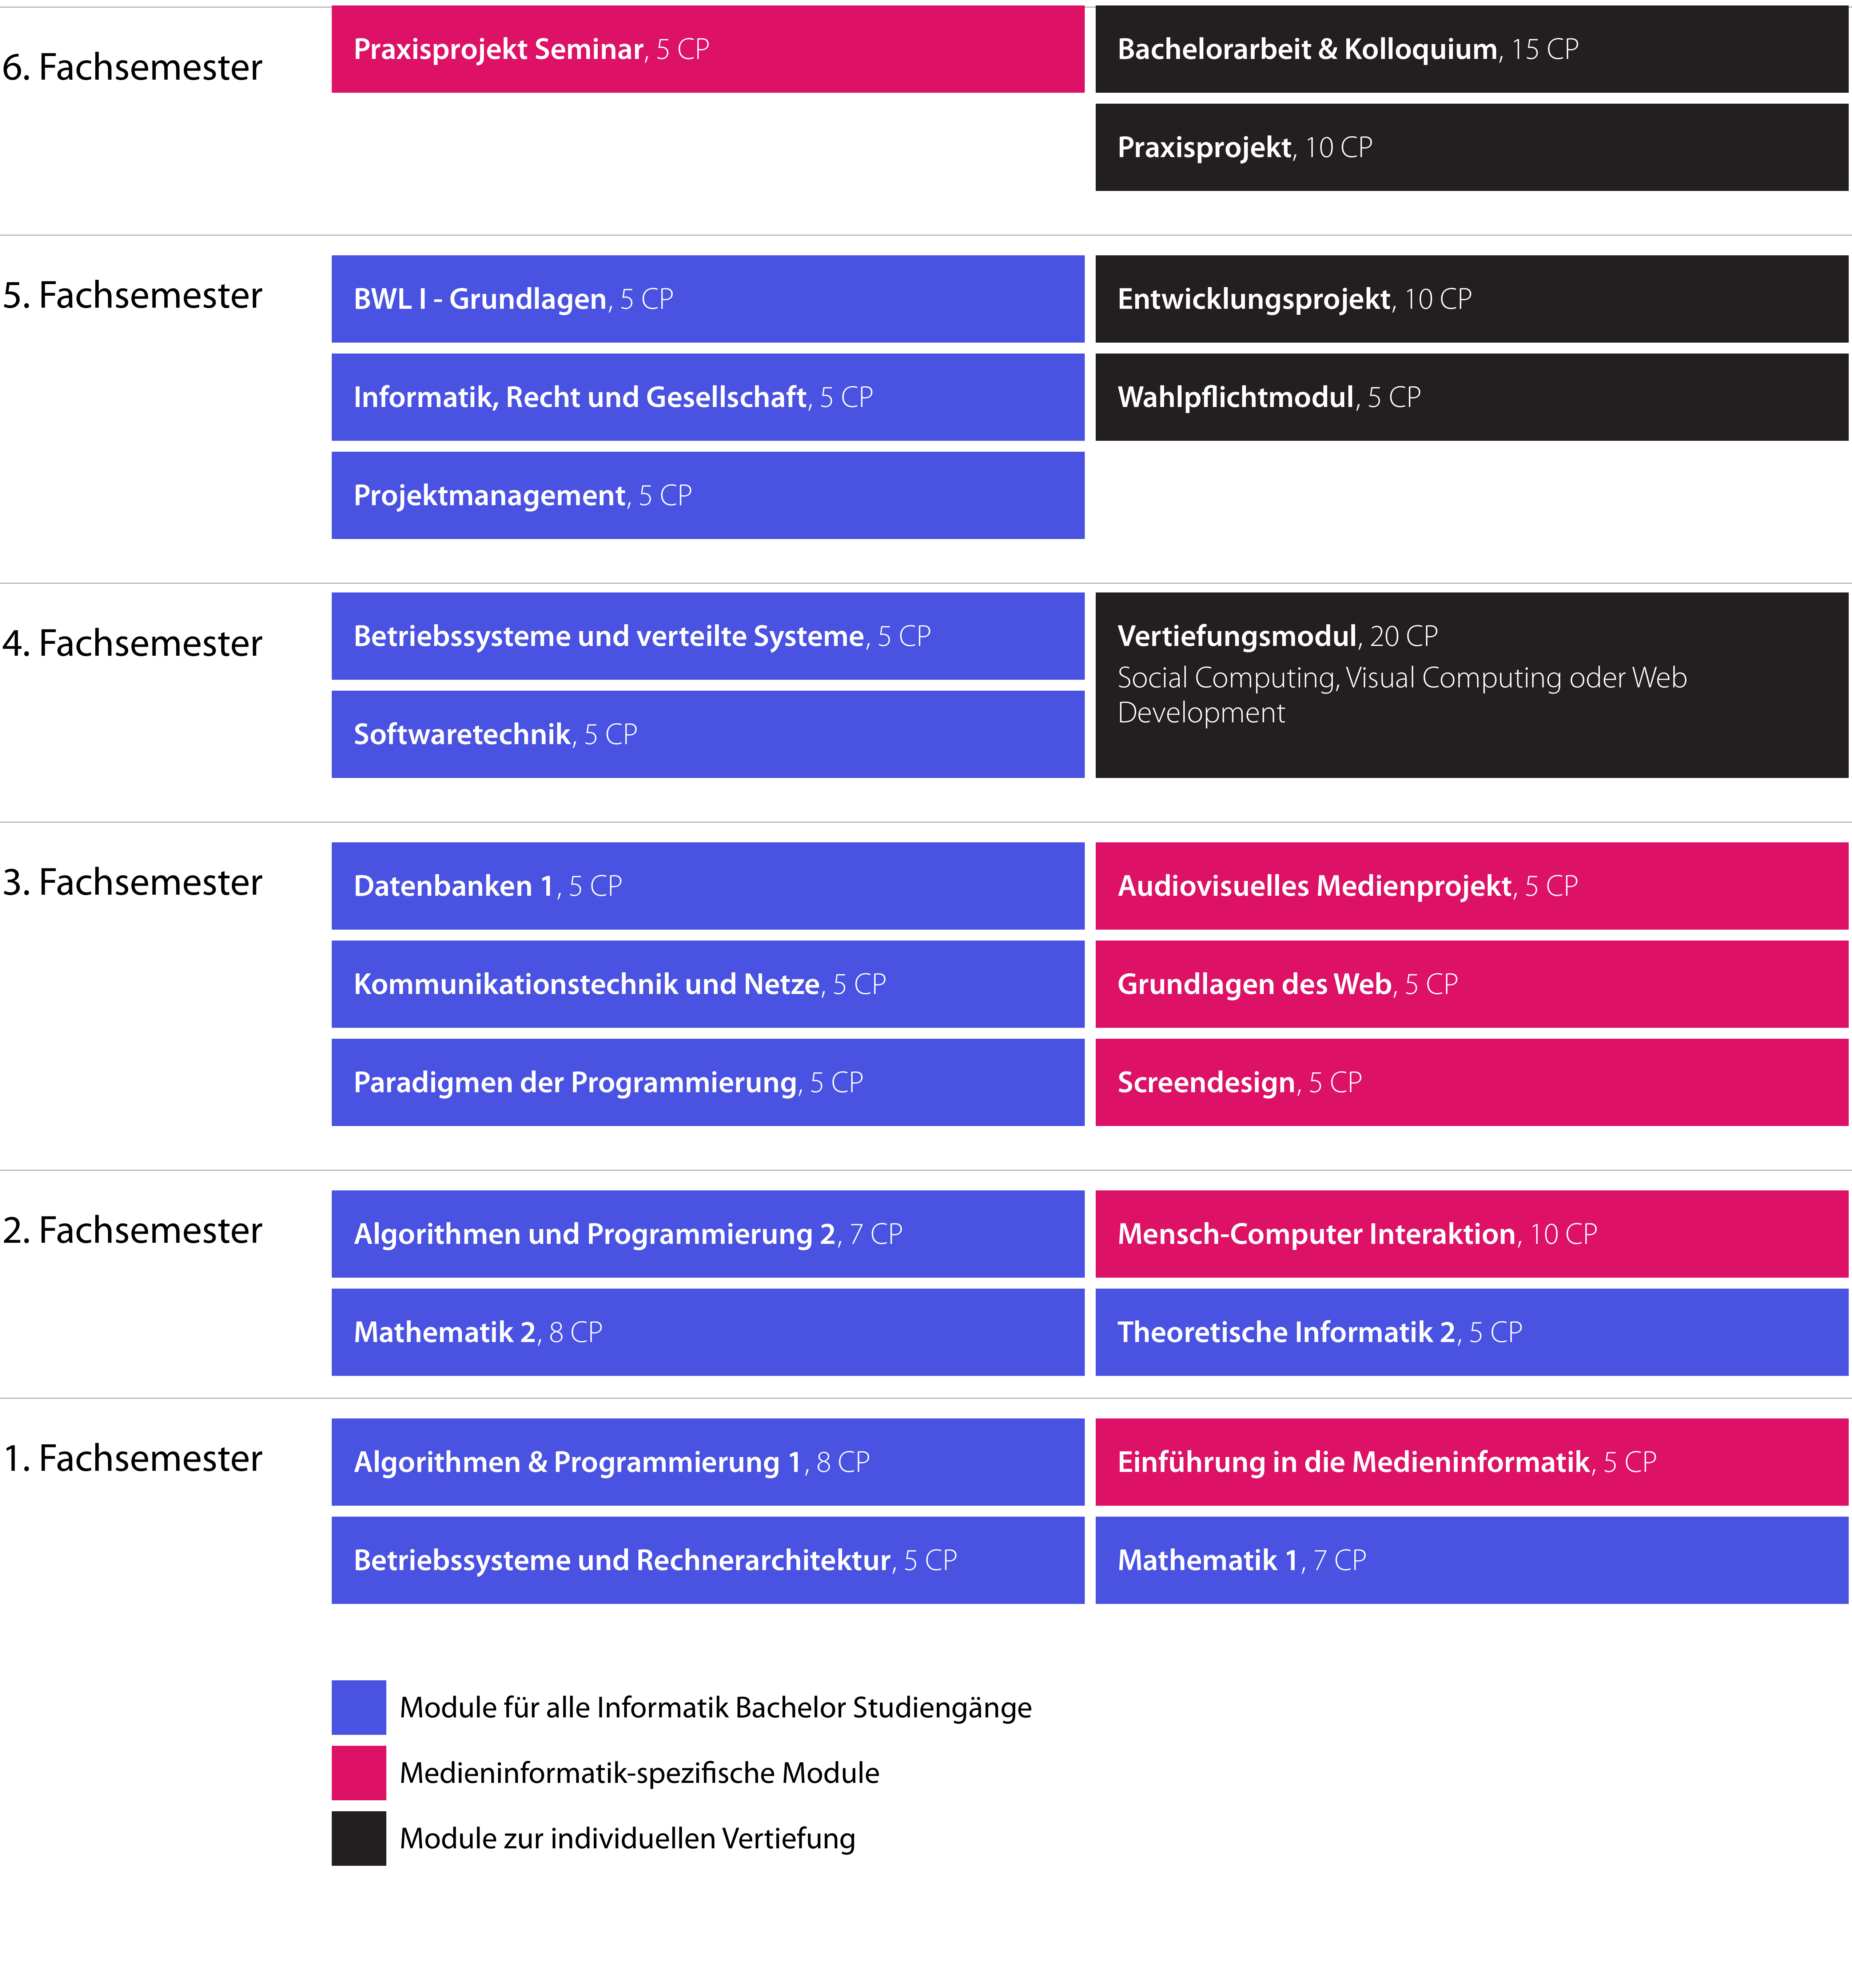 6. Fachsemester
Praxisprojekt Seminar, 5 CP
Bachelorarbeit & Kolloquium, 15 CP
Praxisprojekt, 10 CP
5. Fachsemester
BWL I - Grundlagen, 5 CP
Entwicklungsprojekt, 10 CP
Informatik, Recht und Gesellschaft, 5 CP
Wahlpflichtmodul, 5 CP
Projektmanagement, 5 CP
4. Fachsemester
Betriebssysteme und verteilte Systeme, 5 CP
Softwaretechnik, 5 CP
Vertiefungsmodul, 20 CP
Social Computing, Visual Computing oder Web
Development
3. Fachsemester
Datenbanken 1, 5 CP
Audiovisuelles Medienprojekt, 5 CP
Kommunikationstechnik und Netze, 5 CP
Grundlagen des Web, 5 CP
Paradigmen der Programmierung, 5 CP
Screendesign, 5 CP
2. Fachsemester
Algorithmen und Programmierung 2, 7 CP
Mensch-Computer Interaktion, 10 CP
Mathematik 2, 8 CP
Theoretische Informatik 2, 5 CP
1. Fachsemester
Algorithmen & Programmierung 1, 8 CP
Einführung in die Medieninformatik, 5 CP
Betriebssysteme und Rechnerarchitektur, 5 CP
Mathematik 1, 7 CP
Module für alle Informatik Bachelor Studiengänge
Medieninformatik-spezifische Module
Module zur individuellen Vertiefung